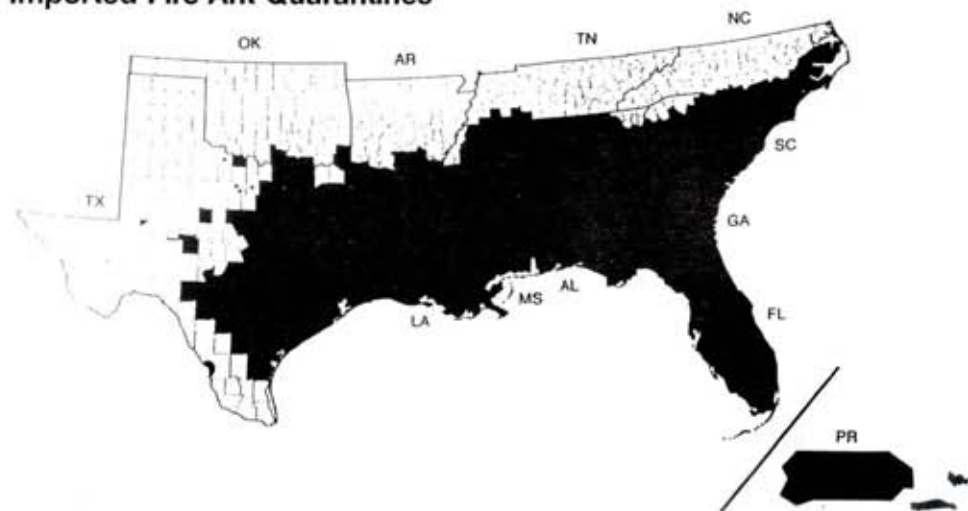 Imported Fire Ant Quarantines
OK
AR
TN
NC
TX
SC
GA
LA
MS
AL
FL
PR